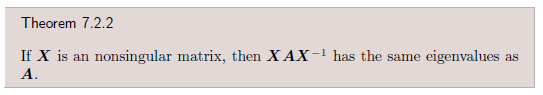 Theorem 7.2.2
If X is an nonsingular matrix, then XAX⁻¹ has the same eigenvalues as
A.